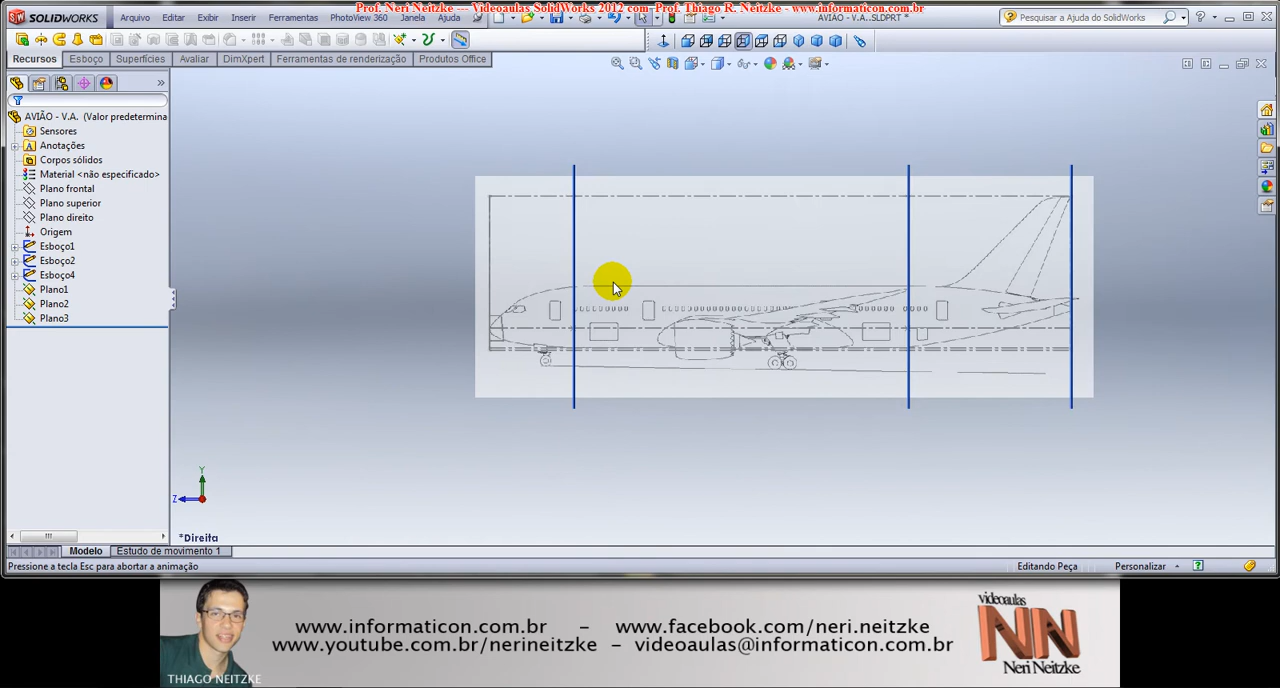 Prof. Neri Neitzke --- Videoaulas SolidWorks 2012 com Prof. Thiago R. Neitzke - www.informaticon.com.br
SOLIDWORKS Arquivo Editar Exibir Inserir Ferramentas PhotoView 360 Janela Ajuda AVIÃO - V.A..SLDPRT * Pesquisar a Ajuda do SolidWorks
Recursos Esboço Superfícies Avaliar DimXpert Ferramentas de renderização Produtos Office
AVIÃO - V.A. (Valor predetermina
Sensores
Anotações
Corpos sólidos
Material <não especificado>
Plano frontal
Plano superior
Plano direito
Origem
Esboço1
Esboço2
Esboço4
Plano1
Plano2
Plano3
Y
Z
*Direita
Modelo Estudo de movimento 1
Pressione a tecla Esc para abortar a animação Editando Peça Personalizar
www.informaticon.com.br - www.facebook.com/neri.neitzke
www.youtube.com.br/nerineitzke - videoaulas@informaticon.com.br
THIAGO NEITZKE
videoaulas
NN
Neri Neitzke